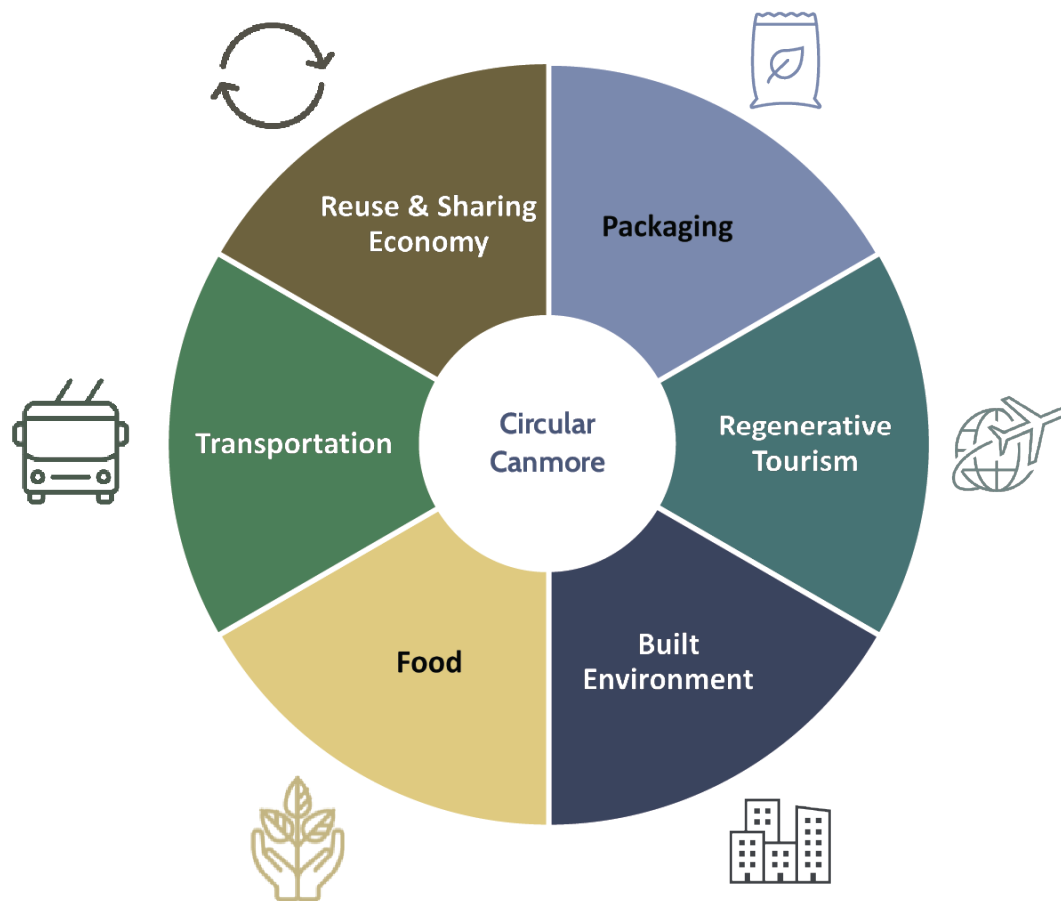 Reuse & Sharing
Economy
Packaging
Transportation
Circular
Canmore
Regenerative
Tourism
Food
Built
Environment